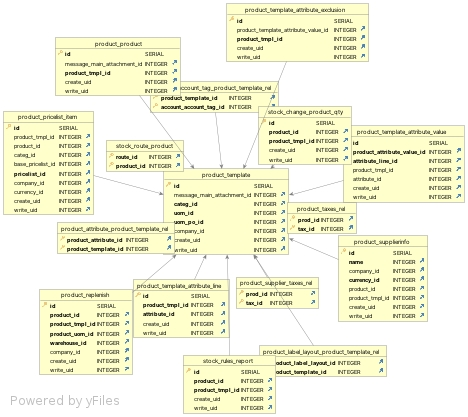 product_template_attribute_exclusion
id SERIAL
product_template_attribute_value_id INTEGER
product_tmpl_id INTEGER
create_uid INTEGER
write_uid INTEGER
product_product
id SERIAL
message_main_attachment_id INTEGER
product_tmpl_id INTEGER
create_uid INTEGER
write_uid INTEGER
account_tag_product_template_rel
product_template_id INTEGER
account_account_tag_id INTEGER
product_pricelist_item
id SERIAL
product_tmpl_id INTEGER
product_id INTEGER
categ_id INTEGER
base_pricelist_id INTEGER
pricelist_id INTEGER
company_id INTEGER
currency_id INTEGER
create_uid INTEGER
write_uid INTEGER
stock_change_product_qty
id SERIAL
product_id INTEGER
product_tmpl_id INTEGER
create_uid INTEGER
write_uid INTEGER
product_template_attribute_value
id SERIAL
product_attribute_value_id INTEGER
attribute_line_id INTEGER
product_tmpl_id INTEGER
attribute_id INTEGER
create_uid INTEGER
write_uid INTEGER
stock_route_product
route_id INTEGER
product_id INTEGER
product_template
id SERIAL
message_main_attachment_id INTEGER
categ_id INTEGER
uom_id INTEGER
uom_po_id INTEGER
company_id INTEGER
create_uid INTEGER
write_uid INTEGER
product_taxes_rel
prod_id INTEGER
tax_id INTEGER
product_attribute_product_template_rel
product_attribute_id INTEGER
product_template_id INTEGER
product_supplierinfo
id SERIAL
name INTEGER
company_id INTEGER
currency_id INTEGER
product_id INTEGER
product_tmpl_id INTEGER
create_uid INTEGER
write_uid INTEGER
product_replenish
id SERIAL
product_id INTEGER
product_tmpl_id INTEGER
product_uom_id INTEGER
warehouse_id INTEGER
company_id INTEGER
create_uid INTEGER
write_uid INTEGER
product_template_attribute_line
id SERIAL
product_tmpl_id INTEGER
attribute_id INTEGER
create_uid INTEGER
write_uid INTEGER
product_supplier_taxes_rel
prod_id INTEGER
tax_id INTEGER
stock_rules_report
id SERIAL
product_id INTEGER
product_tmpl_id INTEGER
create_uid INTEGER
write_uid INTEGER
product_label_layout_product_template_rel
product_label_layout_id INTEGER
product_template_id INTEGER
Powered by yFiles